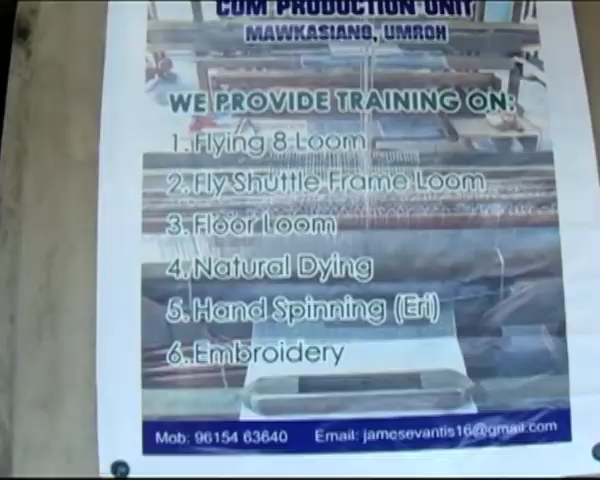 CUM PRODUCTION UNIT
MAWKASIANG, UMROH
WE PROVIDE TRAINING ON:
1. Flying 8 Loom
2. Fly Shuttle Frame Loom
3. Floor Loom
4. Natural Dying
5. Hand Spinning (Eri)
6. Embroidery
Mob: 96154 63640 Email: jamesevantis16@gmail.com